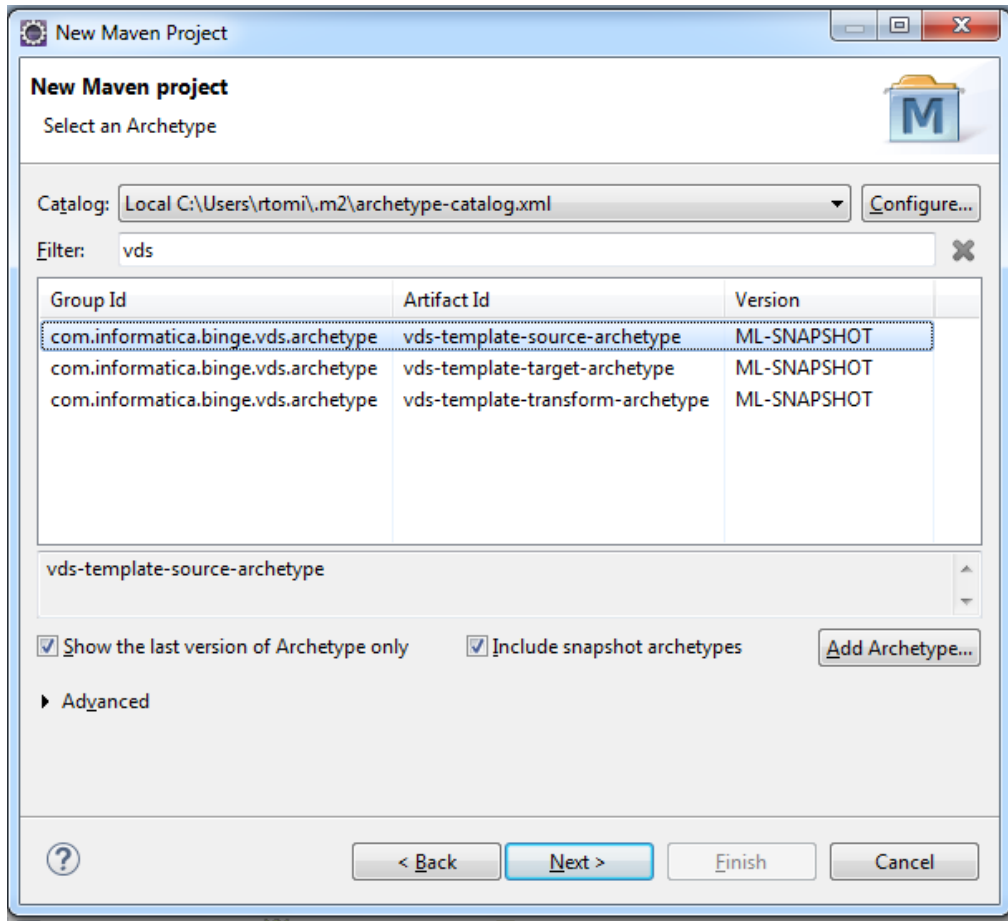 New Maven Project
New Maven project
Select an Archetype
M
Catalog: Local C:\Users\rtomi\.m2\archetype-catalog.xml Configure...
Filter: vds
Group Id Artifact Id Version
com.informatica.binge.vds.archetype vds-template-source-archetype ML-SNAPSHOT
com.informatica.binge.vds.archetype vds-template-target-archetype ML-SNAPSHOT
com.informatica.binge.vds.archetype vds-template-transform-archetype ML-SNAPSHOT
vds-template-source-archetype
Show the last version of Archetype only Include snapshot archetypes Add Archetype...
Advanced
? < Back Next > Finish Cancel